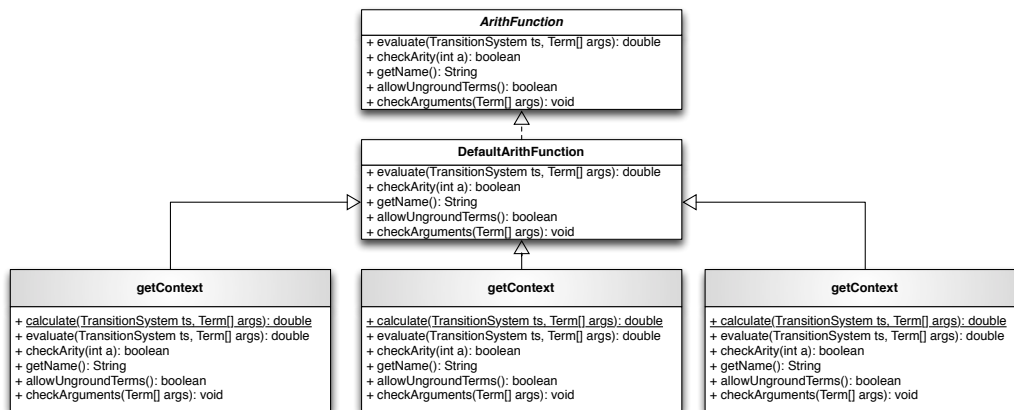 ArithFunction
+ evaluate(TransitionSystem ts, Term[] args): double
+ checkArity(int a): boolean
+ getName(): String
+ allowUngroundTerms(): boolean
+ checkArguments(Term[] args): void
DefaultArithFunction
+ evaluate(TransitionSystem ts, Term[] args): double
+ checkArity(int a): boolean
+ getName(): String
+ allowUngroundTerms(): boolean
+ checkArguments(Term[] args): void
getContext
+ calculate(TransitionSystem ts, Term[] args): double
+ evaluate(TransitionSystem ts, Term[] args): double
+ checkArity(int a): boolean
+ getName(): String
+ allowUngroundTerms(): boolean
+ checkArguments(Term[] args): void
getContext
+ calculate(TransitionSystem ts, Term[] args): double
+ evaluate(TransitionSystem ts, Term[] args): double
+ checkArity(int a): boolean
+ getName(): String
+ allowUngroundTerms(): boolean
+ checkArguments(Term[] args): void
getContext
+ calculate(TransitionSystem ts, Term[] args): double
+ evaluate(TransitionSystem ts, Term[] args): double
+ checkArity(int a): boolean
+ getName(): String
+ allowUngroundTerms(): boolean
+ checkArguments(Term[] args): void